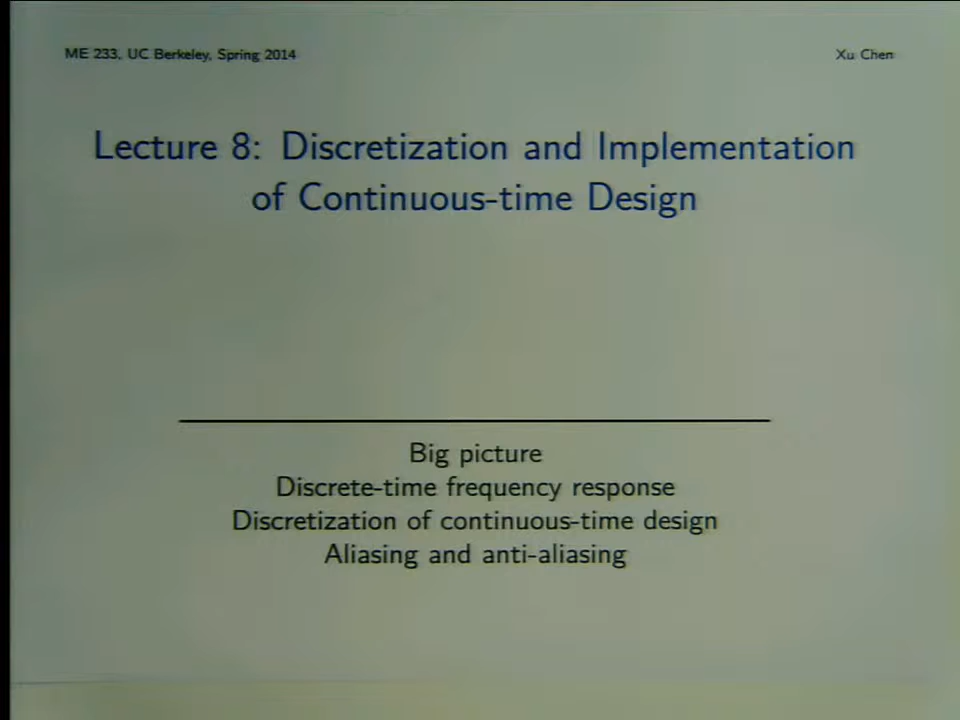 ME 233, UC Berkeley, Spring 2014
Xu Chen
Lecture 8: Discretization and Implementation
of Continuous-time Design
Big picture
Discrete-time frequency response
Discretization of continuous-time design
Aliasing and anti-aliasing